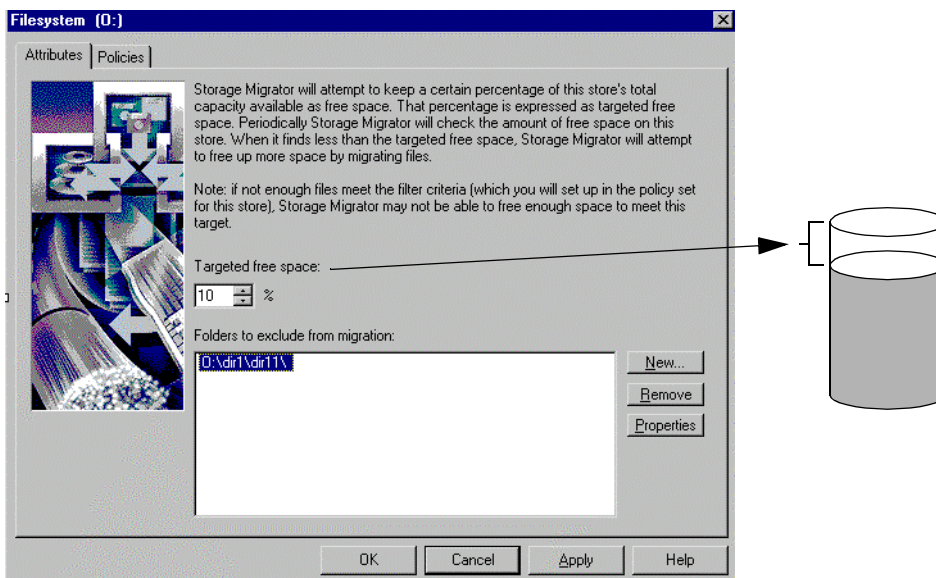 Filesystem (O:)
Attributes
Policies
Storage Migrator will attempt to keep a certain percentage of this store's total
capacity available as free space. That percentage is expressed as targeted free
space. Periodically Storage Migrator will check the amount of free space on this
store. When it finds less than the targeted free space, Storage Migrator will attempt
to free up more space by migrating files.
Note: if not enough files meet the filter criteria (which you will set up in the policy set
for this store), Storage Migrator may not be able to free enough space to meet this
target.
Targeted free space:
10 %
Folders to exclude from migration:
O:\dir1\dir11\
New...
Remove
Properties
OK
Cancel
Apply
Help